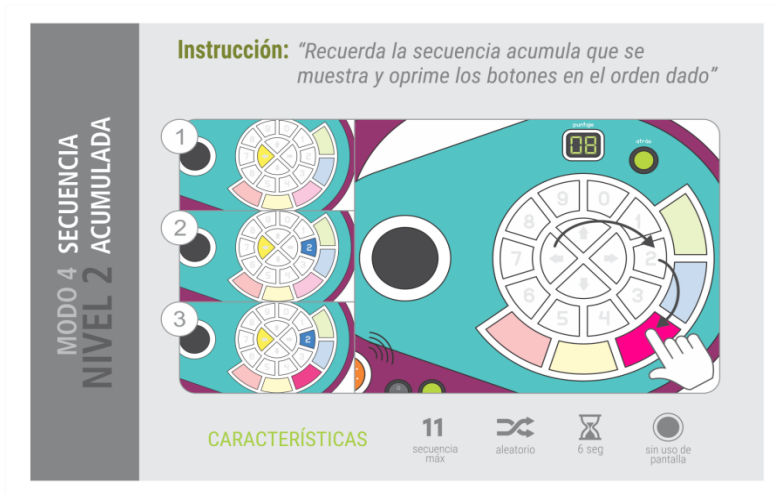 MODO 4 SECUENCIA
ACUMULADA
NIVEL 2
Instrucción: “Recuerda la secuencia acumula que se
muestra y oprime los botones en el orden dado”
1
2
2
2
3
2
puntaje
08
atrás
9 0
8 1
7 2
6 3
5 4
CARACTERÍSTICAS
11
secuencia
máx
aleatorio
6 seg
sin uso de
pantalla